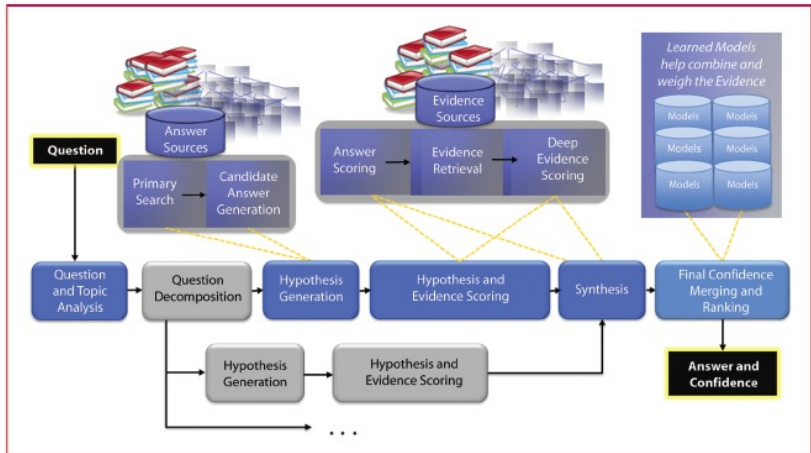 Learned Models
help combine and
weigh the Evidence
Answer
Sources
Evidence
Sources
Models
Models
Models
Models
Models
Models
Question
Primary
Search
Candidate
Answer
Generation
Answer
Scoring
Evidence
Retrieval
Deep
Evidence
Scoring
Question
and Topic
Analysis
Question
Decomposition
Hypothesis
Generation
Hypothesis and
Evidence Scoring
Synthesis
Final Confidence
Merging and
Ranking
Hypothesis
Generation
Hypothesis and
Evidence Scoring
Answer and
Confidence
...